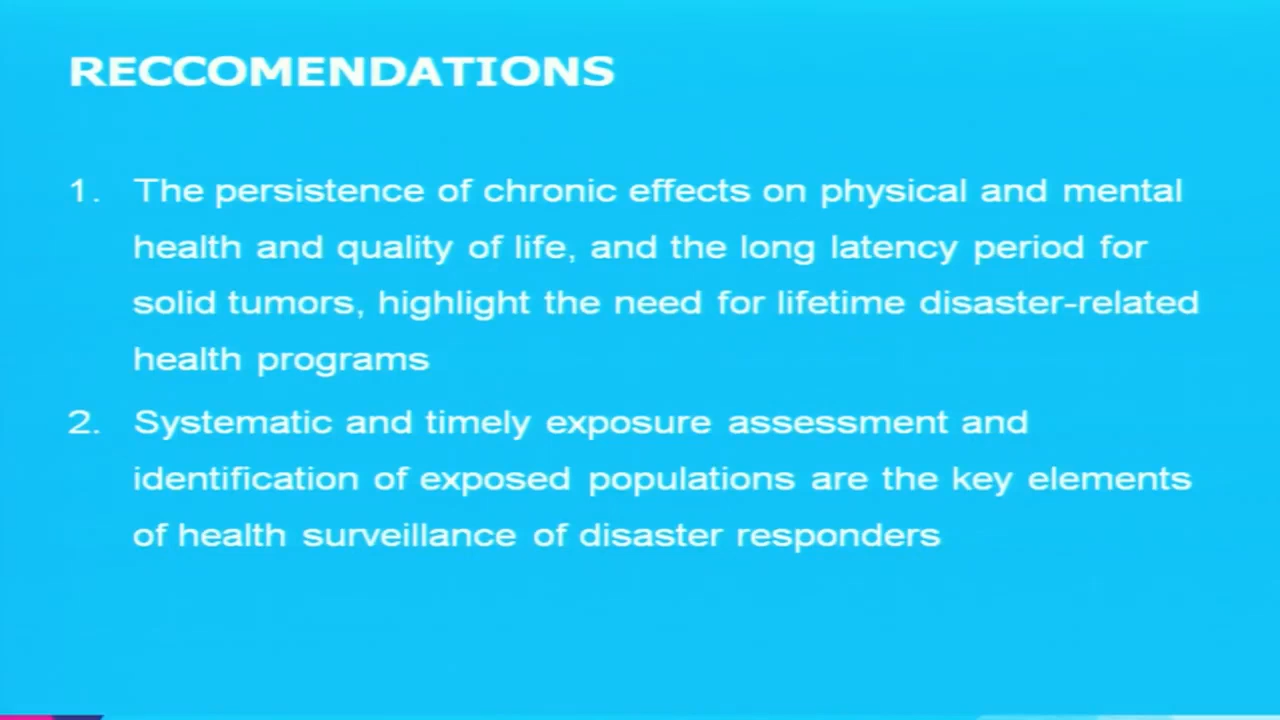 RECCOMENDATIONS
1. The persistence of chronic effects on physical and mental
health and quality of life, and the long latency period for
solid tumors, highlight the need for lifetime disaster-related
health programs
2. Systematic and timely exposure assessment and
identification of exposed populations are the key elements
of health surveillance of disaster responders